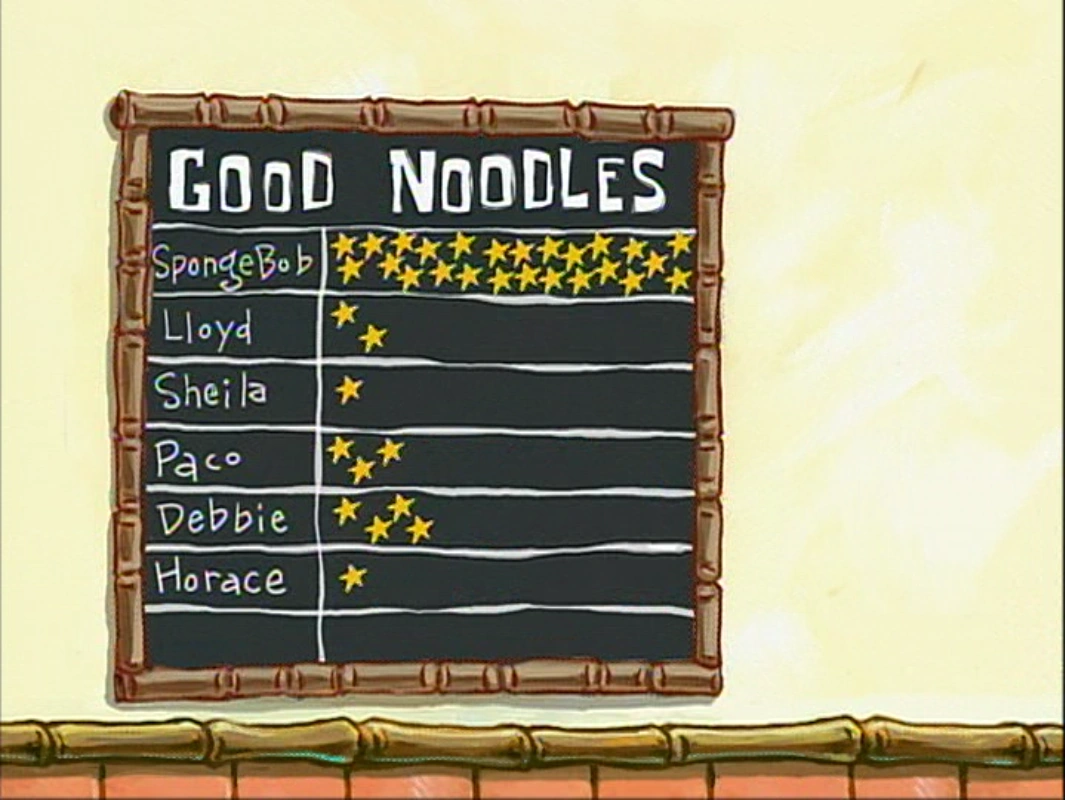 GOOD NOODLES
SpongeBob
Lloyd
Sheila
Paco
Debbie
Horace